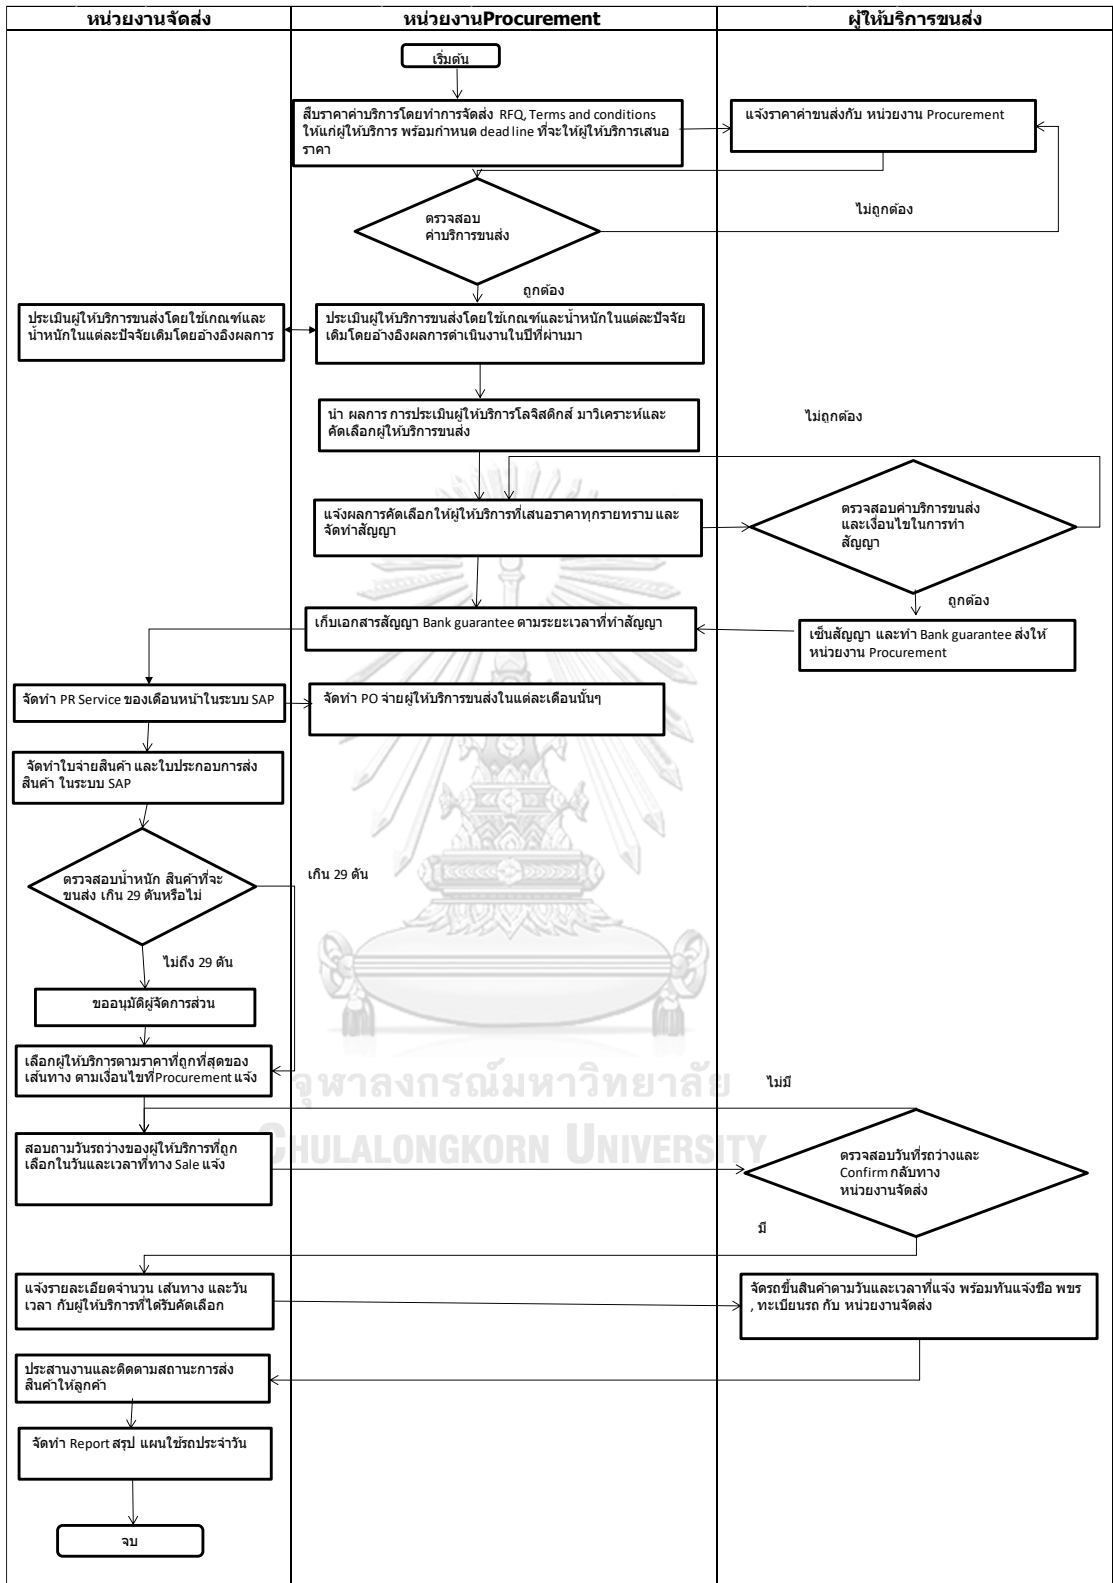 หน่วยงานจัดส่ง
หน่วยงานProcurement
ผู้ให้บริการขนส่ง
เริ่มต้น
สืบราคาค่าบริการโดยทำการจัดส่ง RFQ, Terms and conditions
ให้แก่ผู้ให้บริการ พร้อมกำหนด dead line ที่จะให้ผู้ให้บริการเสนอ
ราคา
แจ้งราคาค่าขนส่งกับ หน่วยงาน Procurement
ตรวจสอบ
ค่าบริการขนส่ง
ไม่ถูกต้อง
ถูกต้อง
ประเมินผู้ให้บริการขนส่งโดยใช้เกณฑ์และ
น้ำหนักในแต่ละปัจจัยเดิมโดยอ้างอิงผลการ
ประเมินผู้ให้บริการขนส่งโดยใช้เกณฑ์และน้ำหนักในแต่ละปัจจัย
เดิมโดยอ้างอิงผลการดำเนินงานในปีที่ผ่านมา
นำ ผลการ การประเมินผู้ให้บริการโลจิสติกส์ มาวิเคราะห์และ
คัดเลือกผู้ให้บริการขนส่ง
ไม่ถูกต้อง
แจ้งผลการคัดเลือกให้ผู้ให้บริการที่เสนอราคาทุกรายทราบ และ
จัดทำสัญญา
ตรวจสอบค่าบริการขนส่ง
และเงื่อนไขในการทำ
สัญญา
ถูกต้อง
เก็บเอกสารสัญญา Bank guarantee ตามระยะเวลาที่ทำสัญญา
เซ็นสัญญา และทำ Bank guarantee ส่งให้
หน่วยงาน Procurement
จัดทำ PR Service ของเดือนหน้าในระบบ SAP
จัดทำ PO จ่ายผู้ให้บริการขนส่งในแต่ละเดือนนั้นๆ
จัดทำใบจ่ายสินค้า และใบประกอบการส่ง
สินค้า ในระบบ SAP
ตรวจสอบน้ำหนัก สินค้าที่จะ
ขนส่ง เกิน 29 ตันหรือไม่
เกิน 29 ตัน
ไม่ถึง 29 ตัน
ขออนุมัติผู้จัดการส่วน
เลือกผู้ให้บริการตามราคาที่ถูกที่สุดของ
เส้นทาง ตามเงื่อนไขที่Procurement แจ้ง
จุฬาลงกรณ์มหาวิทยาลัย
CHULALONGKORN UNIVERSITY
ไม่มี
สอบถามวันรถว่างของผู้ให้บริการที่ถูก
เลือกในวันและเวลาที่ทาง Sale แจ้ง
ตรวจสอบวันที่รถว่างและ
Confirm กลับทาง
หน่วยงานจัดส่ง
มี
แจ้งรายละเอียดจำนวน เส้นทาง และวัน
เวลา กับผู้ให้บริการที่ได้รับคัดเลือก
จัดรถขึ้นสินค้าตามวันและเวลาที่แจ้ง พร้อมทันแจ้งชือ พขร
, ทะเบียนรถ กับ หน่วยงานจัดส่ง
ประสานงานและติดตามสถานะการส่ง
สินค้าให้ลูกค้า
จัดทำ Report สรุป แผนใช้รถประจำวัน
จบ